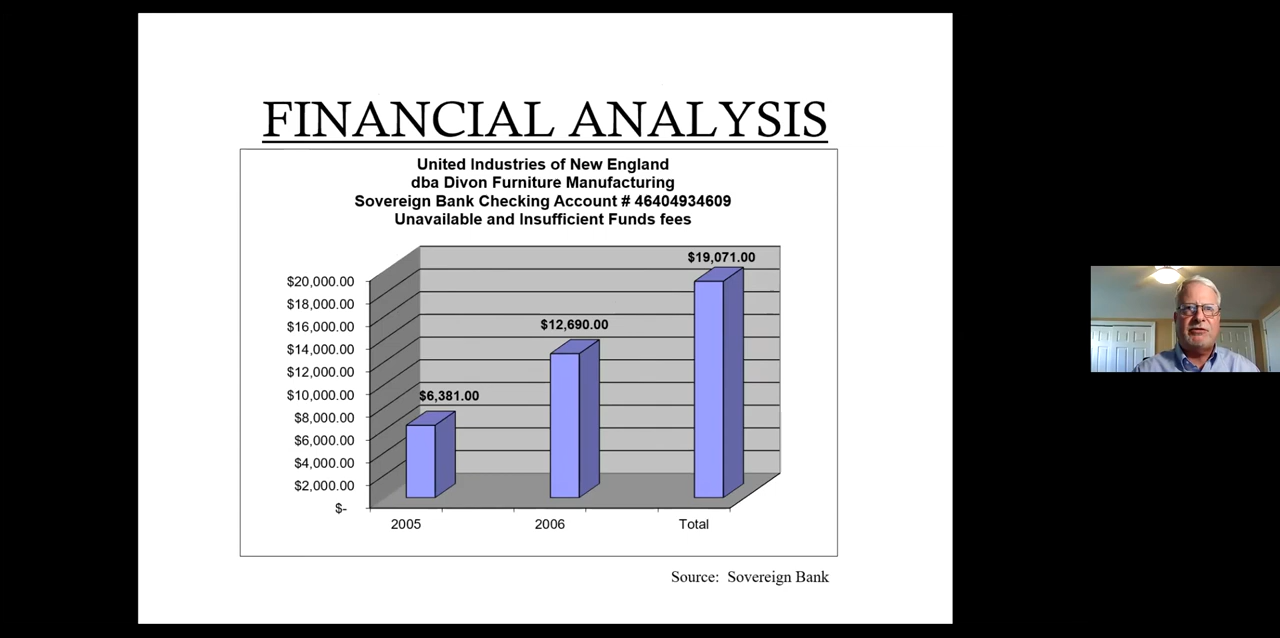 FINANCIAL ANALYSIS
United Industries of New England
dba Divon Furniture Manufacturing
Sovereign Bank Checking Account # 46404934609
Unavailable and Insufficient Funds fees
$20,000.00
$18,000.00
$16,000.00
$14,000.00
$12,000.00
$10,000.00
$8,000.00
$6,000.00
$4,000.00
$2,000.00
$-
$6,381.00
$12,690.00
$19,071.00
2005
2006
Total
Source: Sovereign Bank